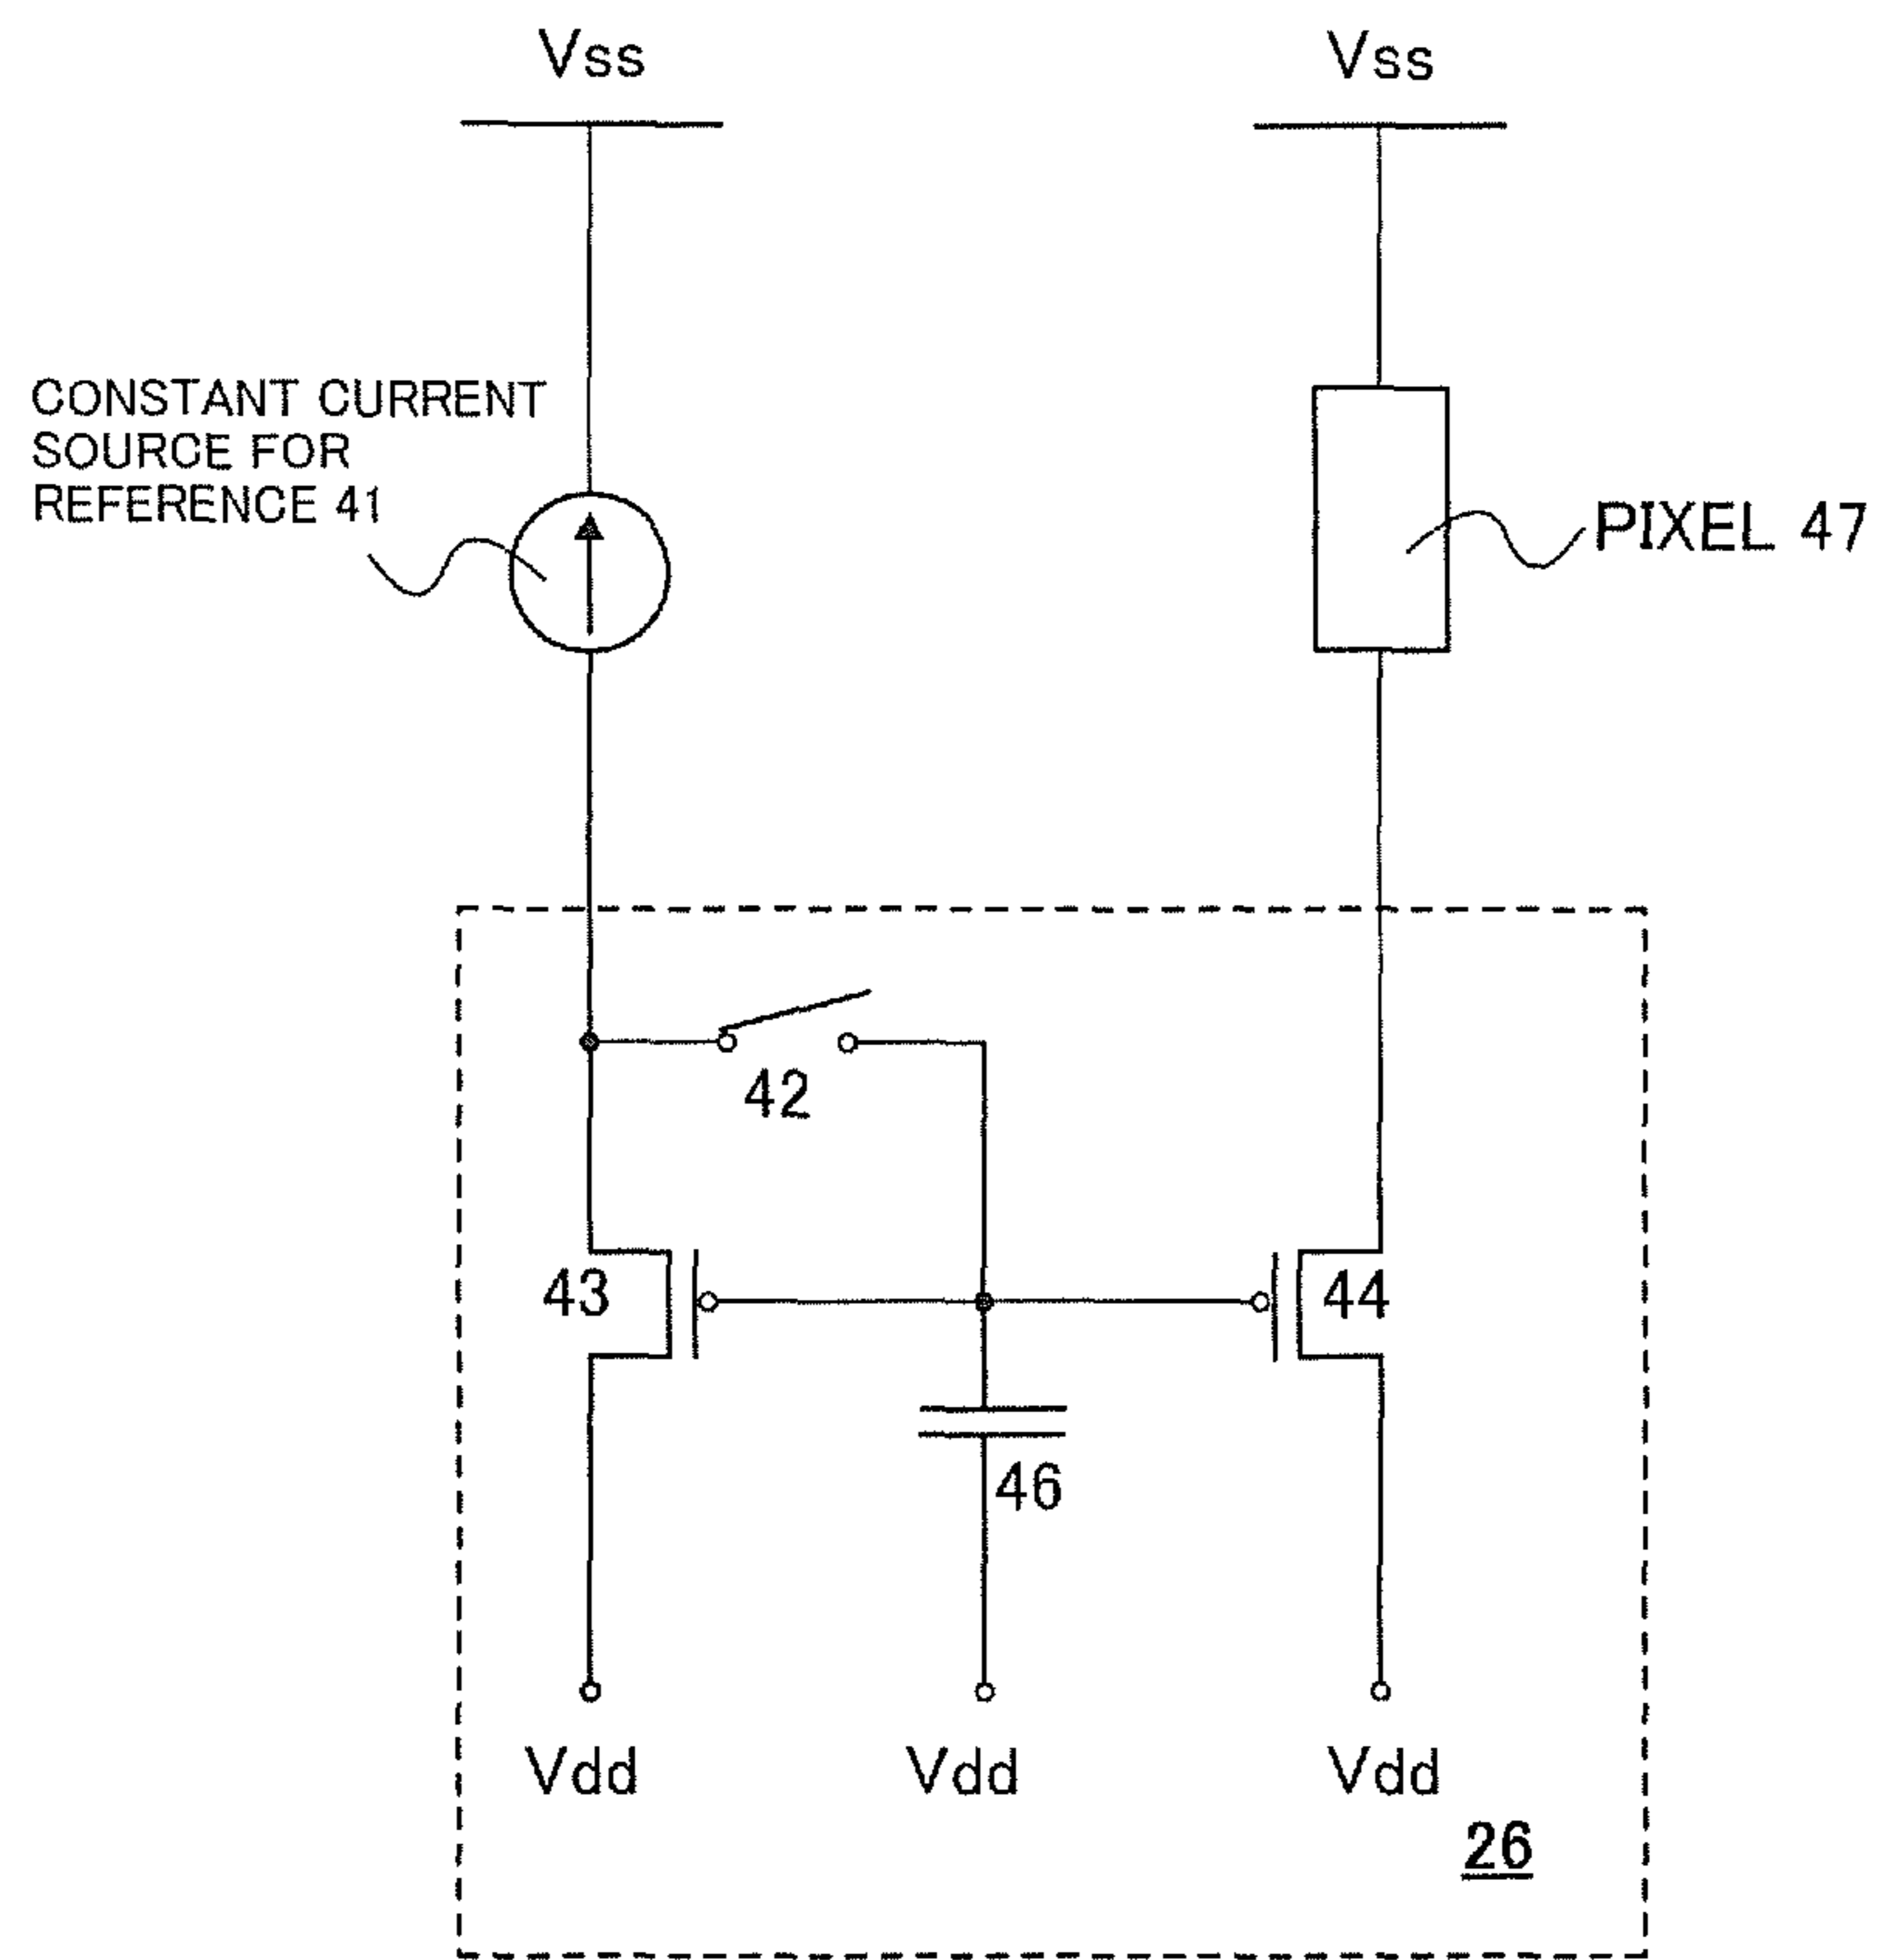 Vss
Vss
CONSTANT CURRENT
SOURCE FOR
REFERENCE 41
PIXEL 47
42
43
44
46
Vdd
Vdd
Vdd
26